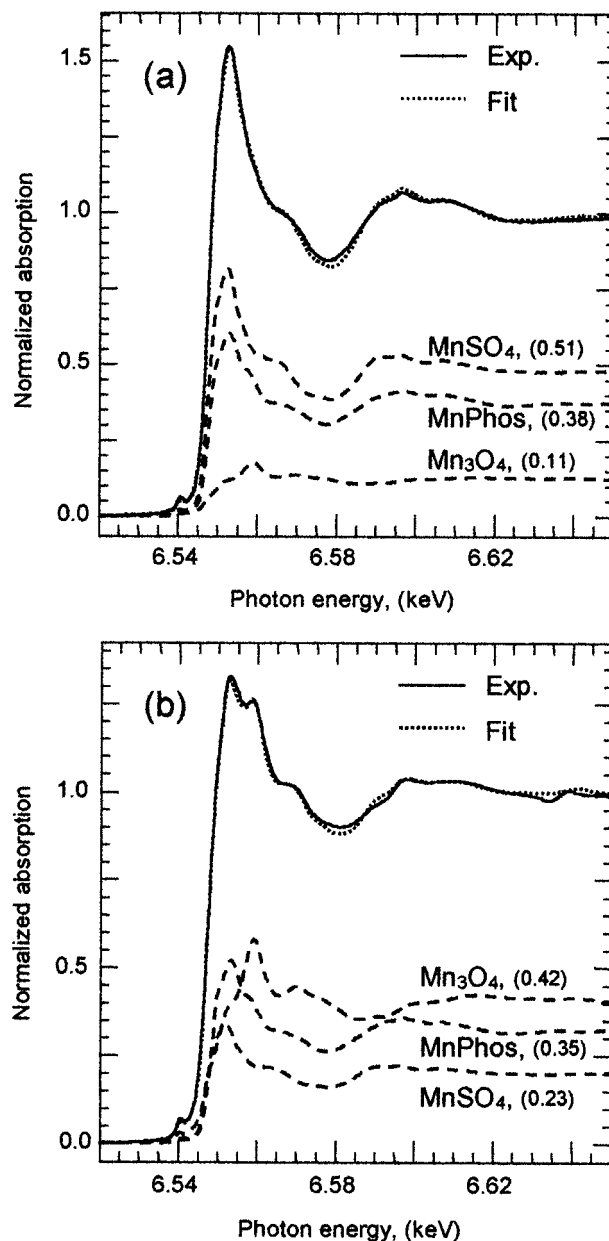 (a)
Exp.
Fit
1.5
1.0
0.5
0.0
Normalized absorption
MnSO₄, (0.51)
MnPhos, (0.38)
Mn₃O₄, (0.11)
6.54
6.58
6.62
Photon energy, (keV)
(b)
Exp.
Fit
1.0
0.5
0.0
Normalized absorption
Mn₃O₄, (0.42)
MnPhos, (0.35)
MnSO₄, (0.23)
6.54
6.58
6.62
Photon energy, (keV)